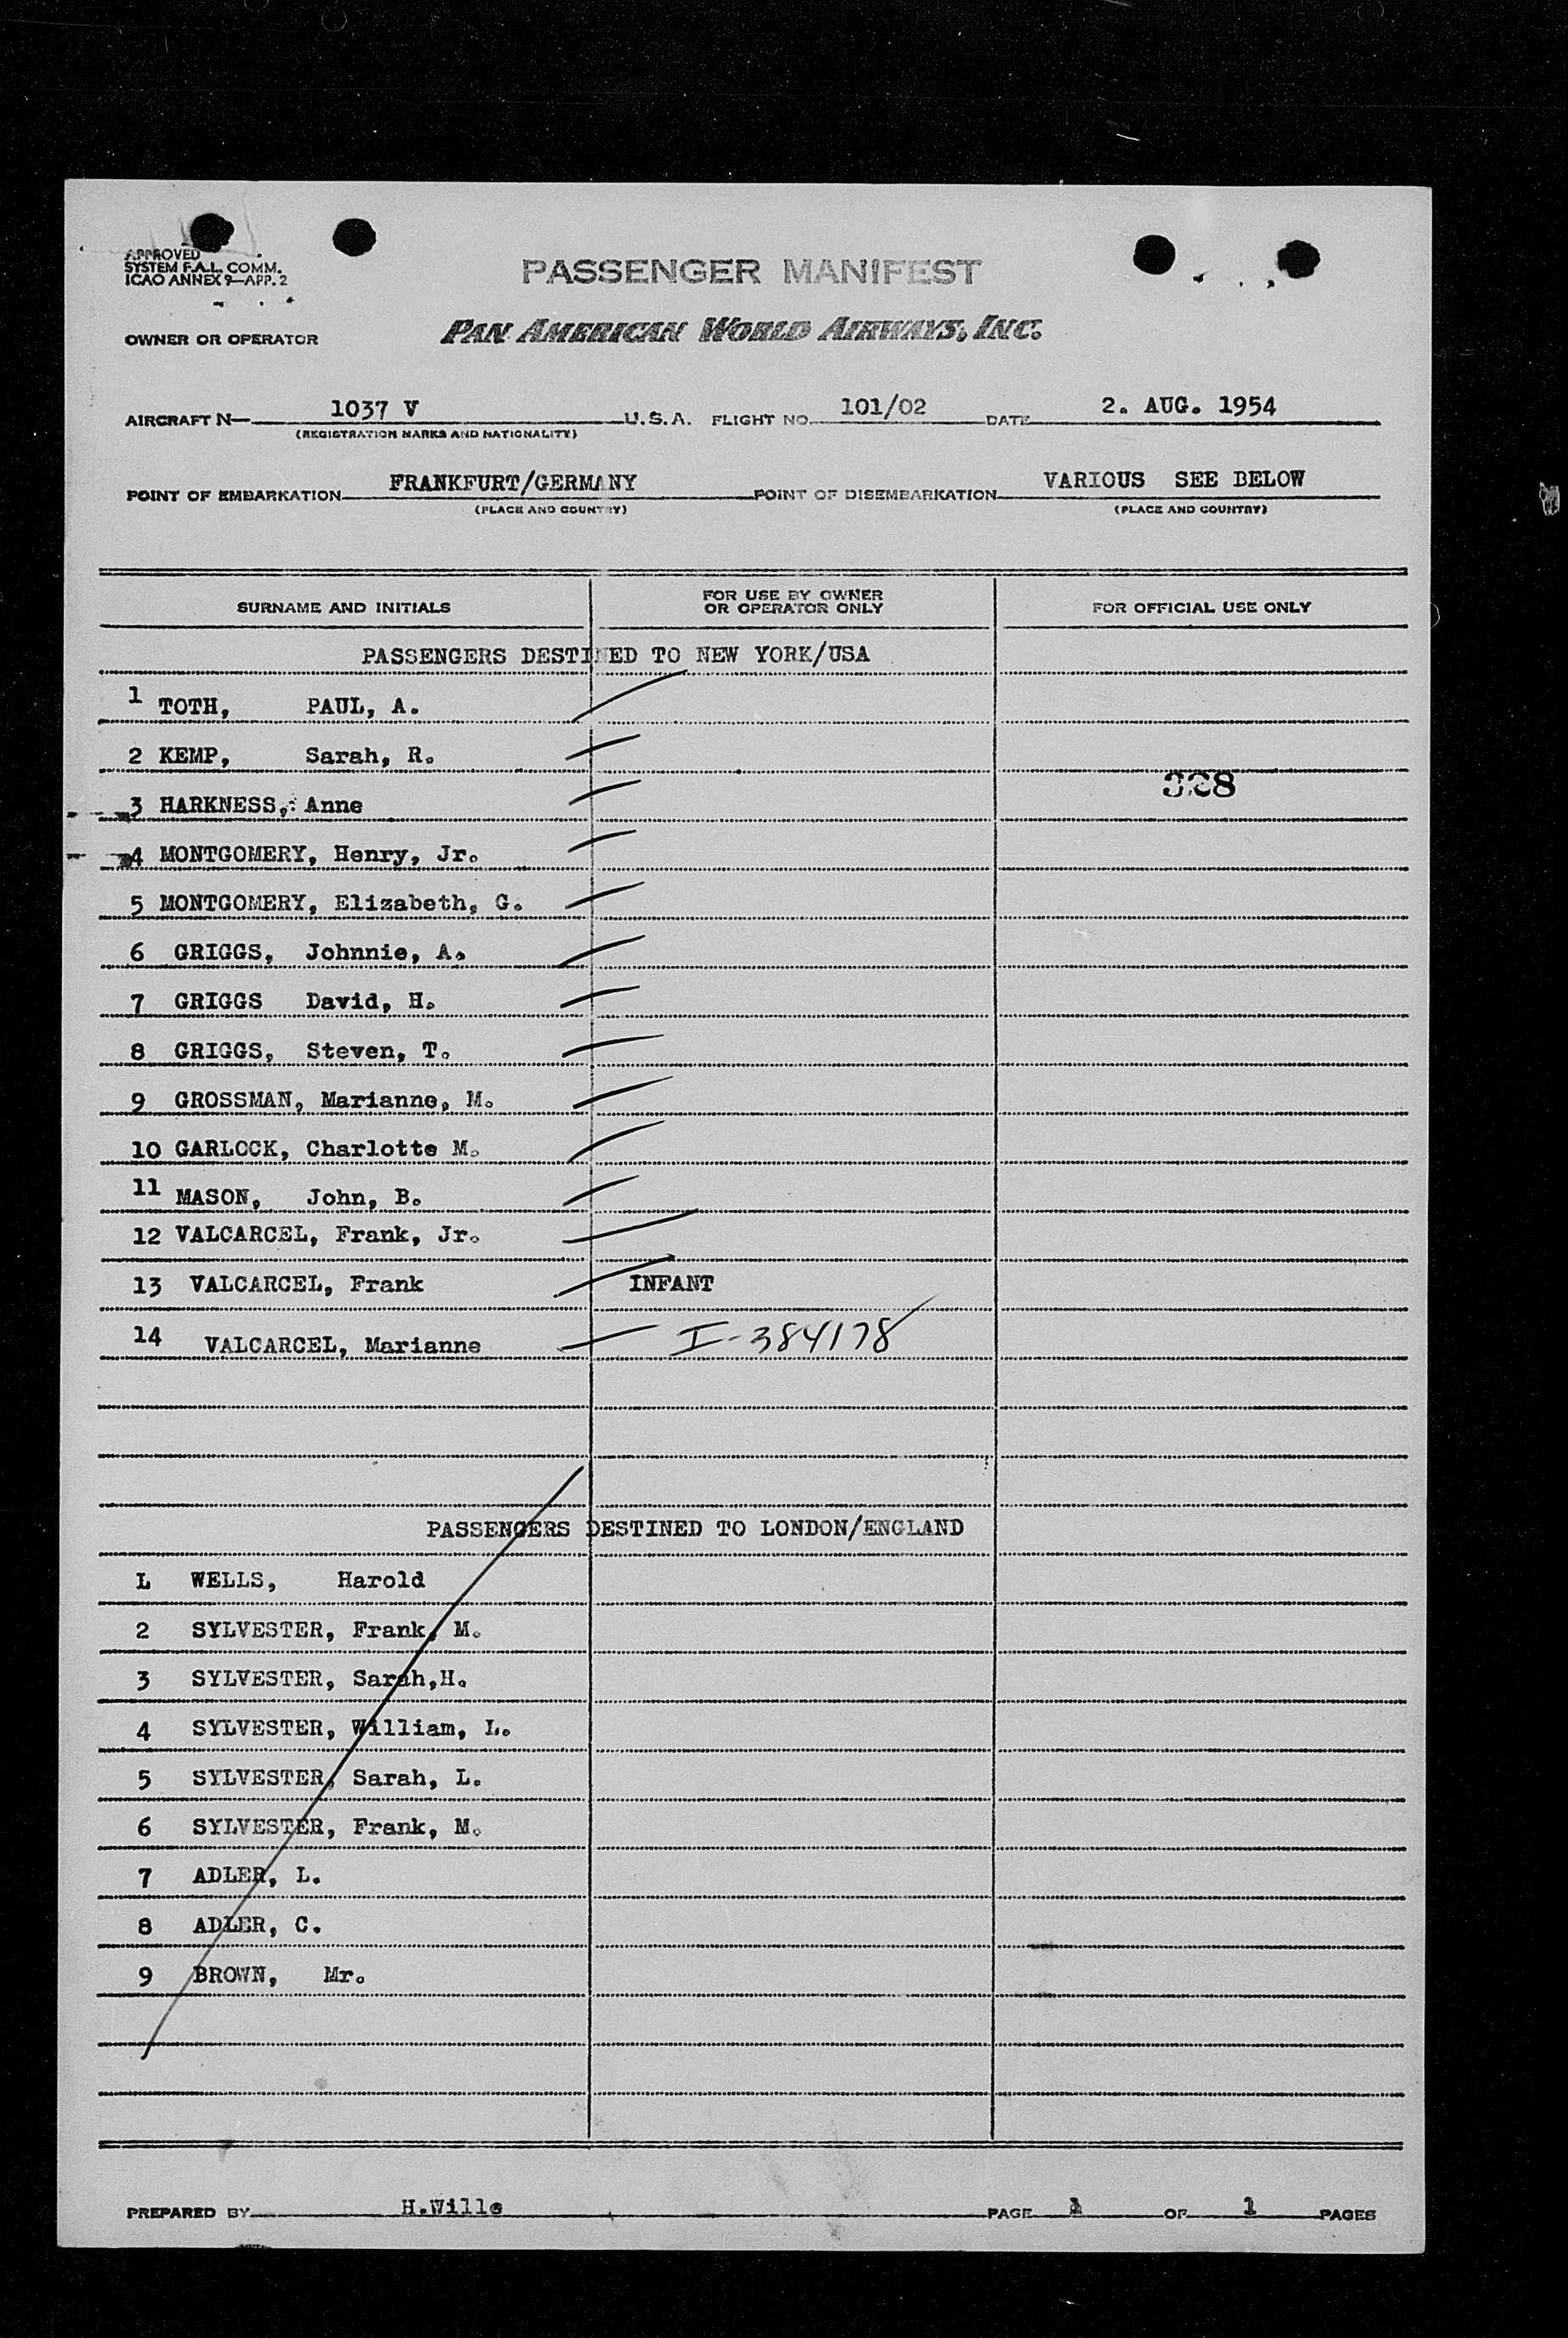 APPROVED
SYSTEM F.A.L. COMM.
ICAO ANNEX 9—APP. 2
PASSENGER MANIFEST
OWNER OR OPERATOR PAN AMERICAN WORLD AIRWAYS, INC.
AIRCRAFT N— 1037 V U.S.A. FLIGHT NO. 101/02 DATE 2. AUG. 1954
(REGISTRATION MARKS AND NATIONALITY)
POINT OF EMBARKATION FRANKFURT/GERMANY POINT OF DISEMBARKATION VARIOUS SEE BELOW
(PLACE AND COUNTRY) (PLACE AND COUNTRY)
SURNAME AND INITIALS FOR USE BY OWNER OR OPERATOR ONLY FOR OFFICIAL USE ONLY
PASSENGERS DESTINED TO NEW YORK/USA
1 TOTH, PAUL, A.
2 KEMP, Sarah, R.
3 HARKNESS, Anne
4 MONTGOMERY, Henry, Jr.
5 MONTGOMERY, Elizabeth, G.
6 GRIGGS, Johnnie, A.
7 GRIGGS David, H.
8 GRIGGS, Steven, T.
9 GROSSMAN, Marianne, M.
10 GARLOCK, Charlotte M.
11 MASON, John, B.
12 VALCARCEL, Frank, Jr.
13 VALCARCEL, Frank INFANT
14 VALCARCEL, Marianne I-384178
PASSENGERS DESTINED TO LONDON/ENGLAND
L WELLS, Harold
2 SYLVESTER, Frank, M.
3 SYLVESTER, Sarah,H.
4 SYLVESTER, William, L.
5 SYLVESTER, Sarah, L.
6 SYLVESTER, Frank, M.
7 ADLER, L.
8 ADLER, C.
9 BROWN, Mr.
PREPARED BY H.Wille PAGE 1 OF 1 PAGES